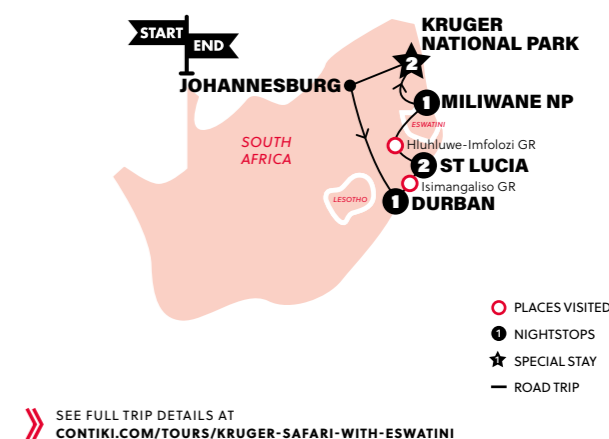 START
END
KRUGER
NATIONAL PARK
2
JOHANNESBURG
1 MILIWANE NP
ESWATINI
SOUTH
AFRICA
Hluhluwe-Imfolozi GR
2 ST LUCIA
Isimangaliso GR
LESOTHO
1 DURBAN
PLACES VISITED
1 NIGHTSTOPS
1 SPECIAL STAY
ROAD TRIP
SEE FULL TRIP DETAILS AT
CONTIKI.COM/TOURS/KRUGER-SAFARI-WITH-ESWATINI